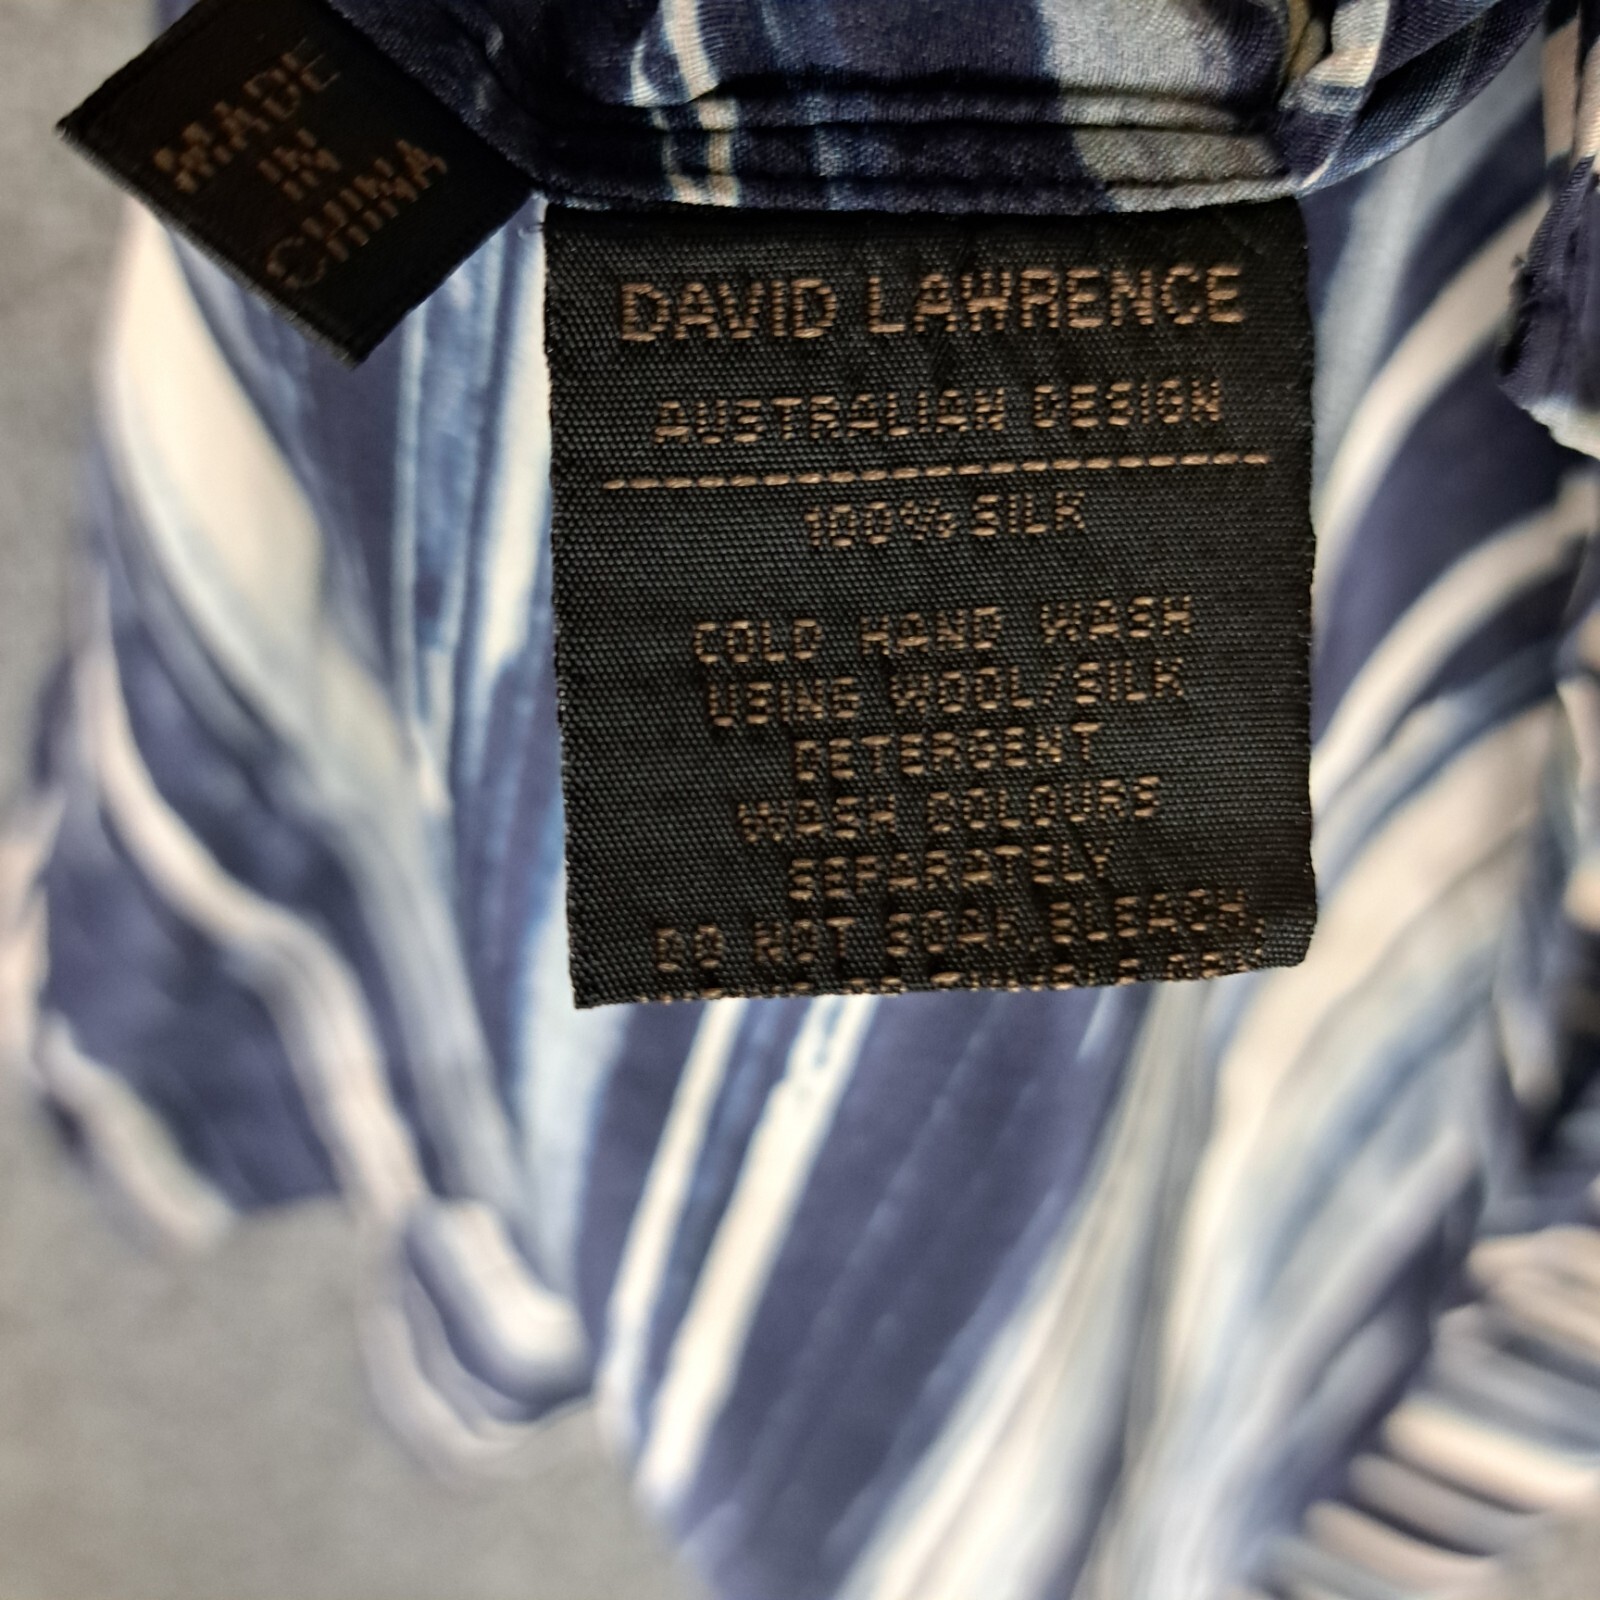 MADE
IN
CHINA
DAVID LAWRENCE
AUSTRALIAN DESIGN
100% SILK
COLD HAND WASH
USING WOOL/SILK
DETERGENT
WASH COLOURS
SEPARATELY
DO NOT SOAK, BLEACH,